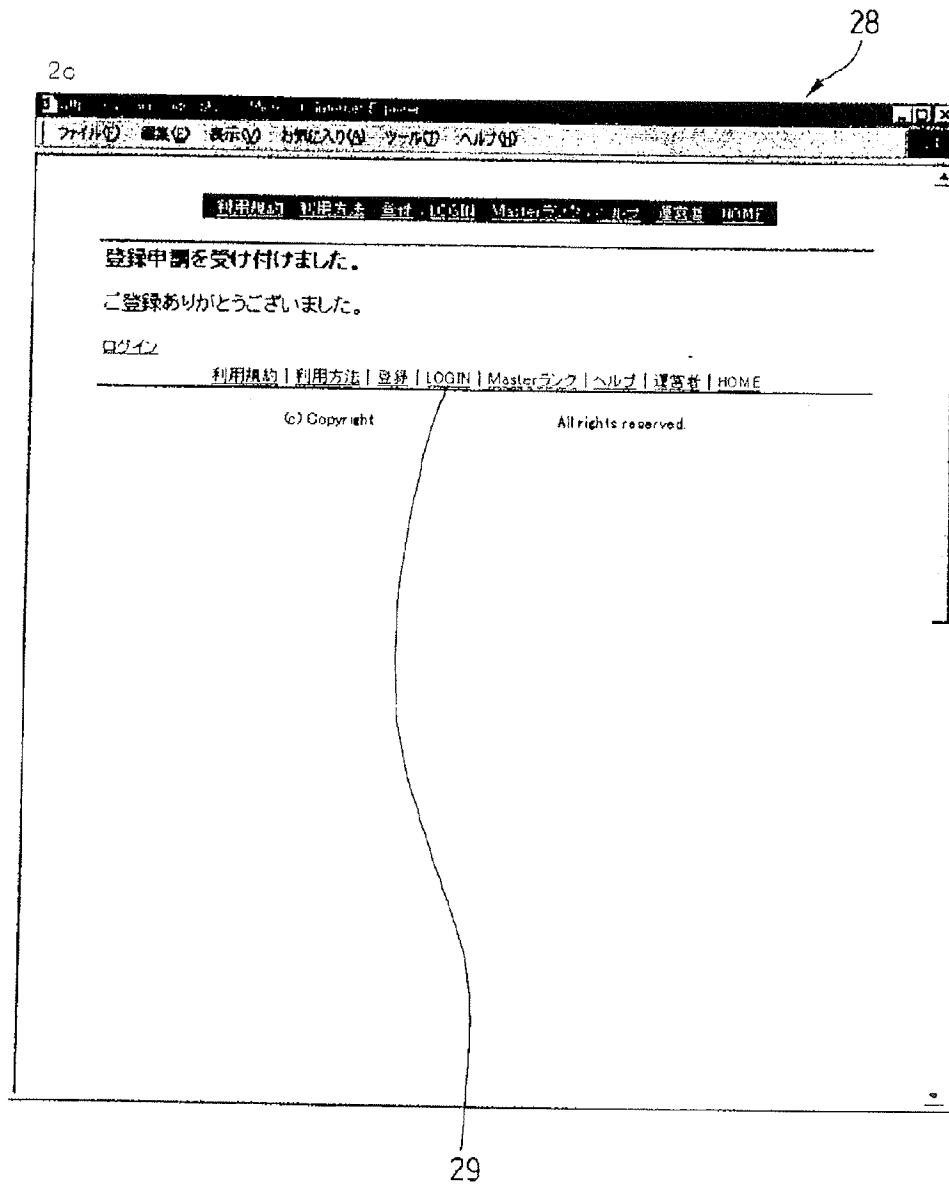 28
2c
ファイル(F) 編集(E) 表示(V) お気に入り(A) ツール(T) ヘルプ(H)
利用規約 利用方法 LOGIN Masterランク ヘルプ 運営者 HOME
登録申請を受け付けました。
ご登録ありがとうございました。
ログイン
利用規約 | 利用方法 | 登録 | LOGIN | Masterランク | ヘルプ | 運営者 | HOME
(c) Copyright All rights reserved.
29